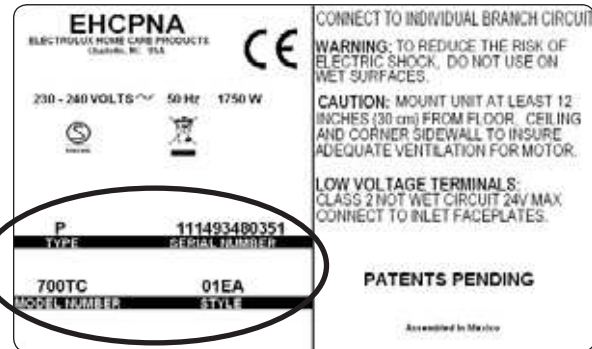 EHCPNA
ELECTROLUX HOME CARE PRODUCTS
Charlotte, NC USA
CE
230 - 240 VOLTS~ 50 Hz 1750 W
P 111493480351
TYPE SERIAL NUMBER
700TC 01EA
MODEL NUMBER STYLE
CONNECT TO INDIVIDUAL BRANCH CIRCUIT
WARNING: TO REDUCE THE RISK OF
ELECTRIC SHOCK, DO NOT USE ON
WET SURFACES.
CAUTION: MOUNT UNIT AT LEAST 12
INCHES (30 cm) FROM FLOOR, CEILING
AND CORNER SIDEWALL TO INSURE
ADEQUATE VENTILATION FOR MOTOR.
LOW VOLTAGE TERMINALS:
CLASS 2 NOT WET CIRCUIT 24V MAX
CONNECT TO INLET FACEPLATES.
PATENTS PENDING
Assembled in Mexico